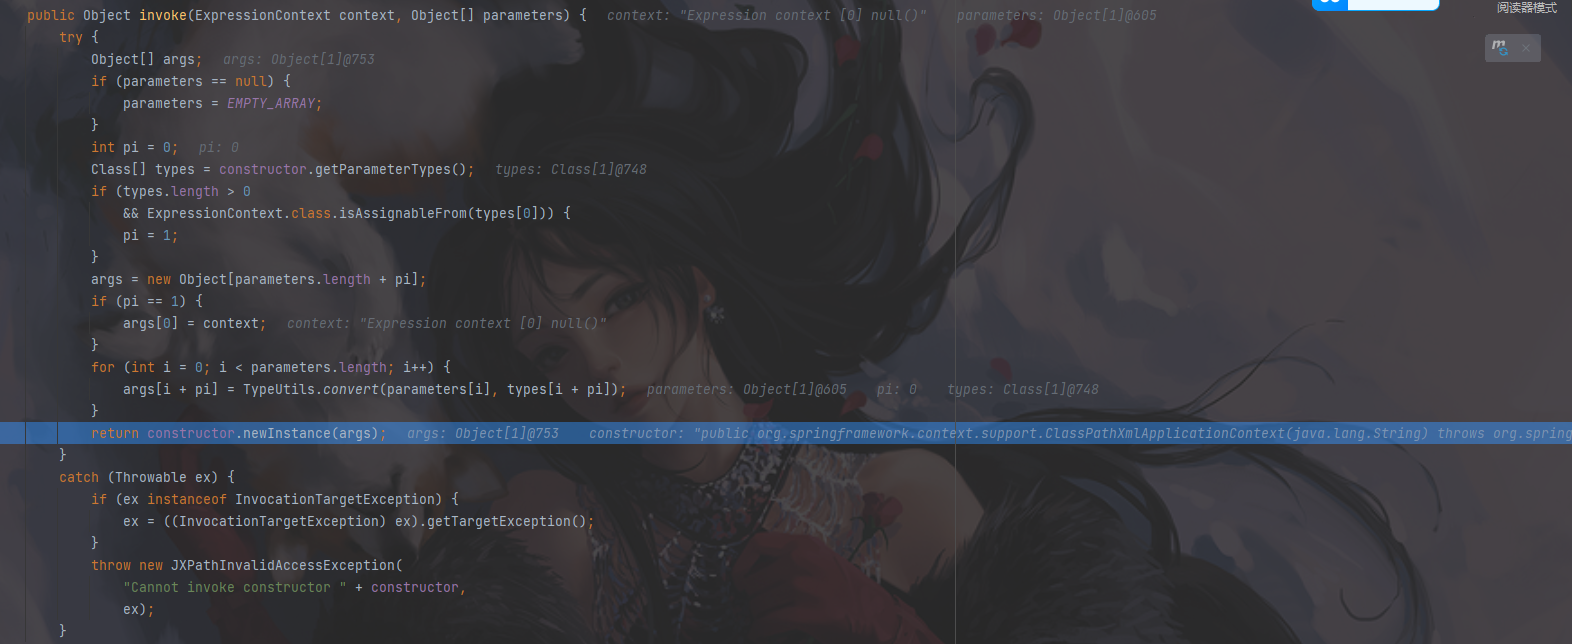 public Object invoke(ExpressionContext context, Object[] parameters) {   context: "Expression context [0] null()"    parameters: Object[1]@605
阅读器模式
    try {
        Object[] args;   args: Object[1]@753
        if (parameters == null) {
            parameters = EMPTY_ARRAY;
        }
        int pi = 0;   pi: 0
        Class[] types = constructor.getParameterTypes();   types: Class[1]@748
        if (types.length > 0
            && ExpressionContext.class.isAssignableFrom(types[0])) {
            pi = 1;
        }
        args = new Object[parameters.length + pi];
        if (pi == 1) {
            args[0] = context;   context: "Expression context [0] null()"
        }
        for (int i = 0; i < parameters.length; i++) {
            args[i + pi] = TypeUtils.convert(parameters[i], types[i + pi]);   parameters: Object[1]@605    pi: 0    types: Class[1]@748
        }
        return constructor.newInstance(args);   args: Object[1]@753    constructor: "public org.springframework.context.support.ClassPathXmlApplicationContext(java.lang.String) throws org.spring
    }
    catch (Throwable ex) {
        if (ex instanceof InvocationTargetException) {
            ex = ((InvocationTargetException) ex).getTargetException();
        }
        throw new JXPathInvalidAccessException(
            "Cannot invoke constructor " + constructor,
            ex);
    }